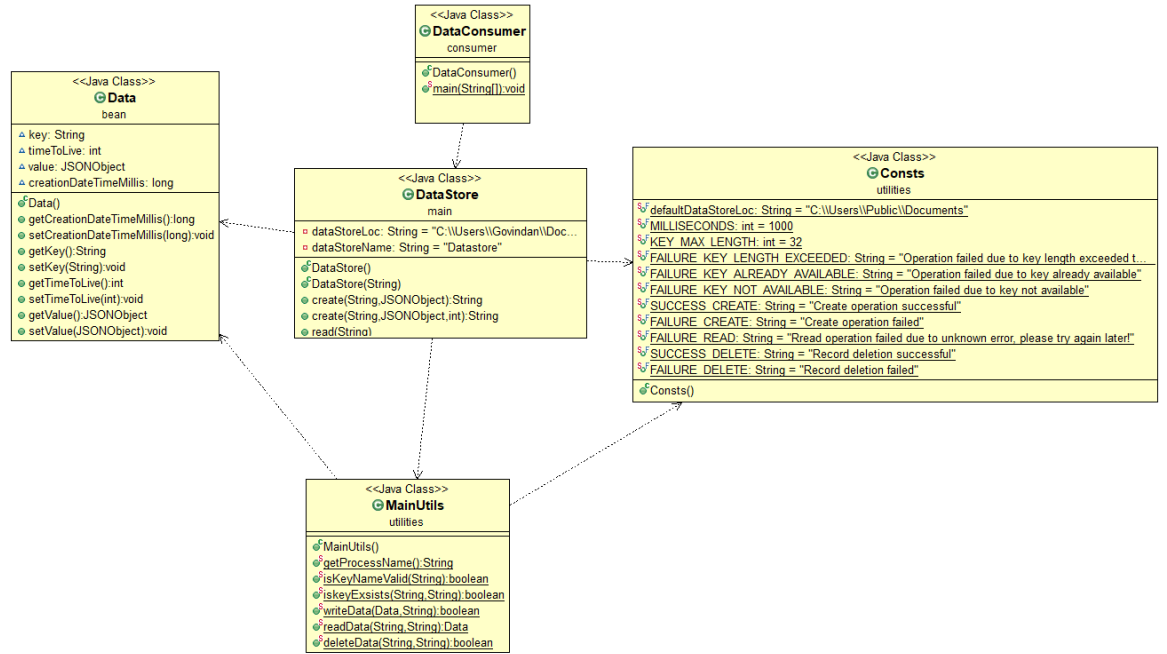 <<Java Class>>
DataConsumer
consumer
DataConsumer()
main(String[]):void
<<Java Class>>
Data
bean
key: String
timeToLive: int
value: JSONObject
creationDateTimeMillis: long
Data()
getCreationDateTimeMillis():long
setCreationDateTimeMillis(long):void
getKey():String
setKey(String):void
getTimeToLive():int
setTimeToLive(int):void
getValue():JSONObject
setValue(JSONObject):void
<<Java Class>>
DataStore
main
dataStoreLoc: String = "C:\\Users\\Govindan\\Doc...
dataStoreName: String = "Datastore"
DataStore()
DataStore(String)
create(String,JSONObject):String
create(String,JSONObject,int):String
read(String)
<<Java Class>>
Consts
utilities
defaultDataStoreLoc: String = "C:\\Users\\Public\\Documents"
MILLISECONDS: int = 1000
KEY_MAX_LENGTH: int = 32
FAILURE_KEY_LENGTH_EXCEEDED: String = "Operation failed due to key length exceeded t...
FAILURE_KEY_ALREADY_AVAILABLE: String = "Operation failed due to key already available"
FAILURE_KEY_NOT_AVAILABLE: String = "Operation failed due to key not available"
SUCCESS_CREATE: String = "Create operation successful"
FAILURE_CREATE: String = "Create operation failed"
FAILURE_READ: String = "Rread operation failed due to unknown error, please try again later!"
SUCCESS_DELETE: String = "Record deletion successful"
FAILURE_DELETE: String = "Record deletion failed"
Consts()
<<Java Class>>
MainUtils
utilities
MainUtils()
getProcessName():String
isKeyNameValid(String):boolean
iskeyExsists(String,String):boolean
writeData(Data,String):boolean
readData(String,String):Data
deleteData(String,String):boolean